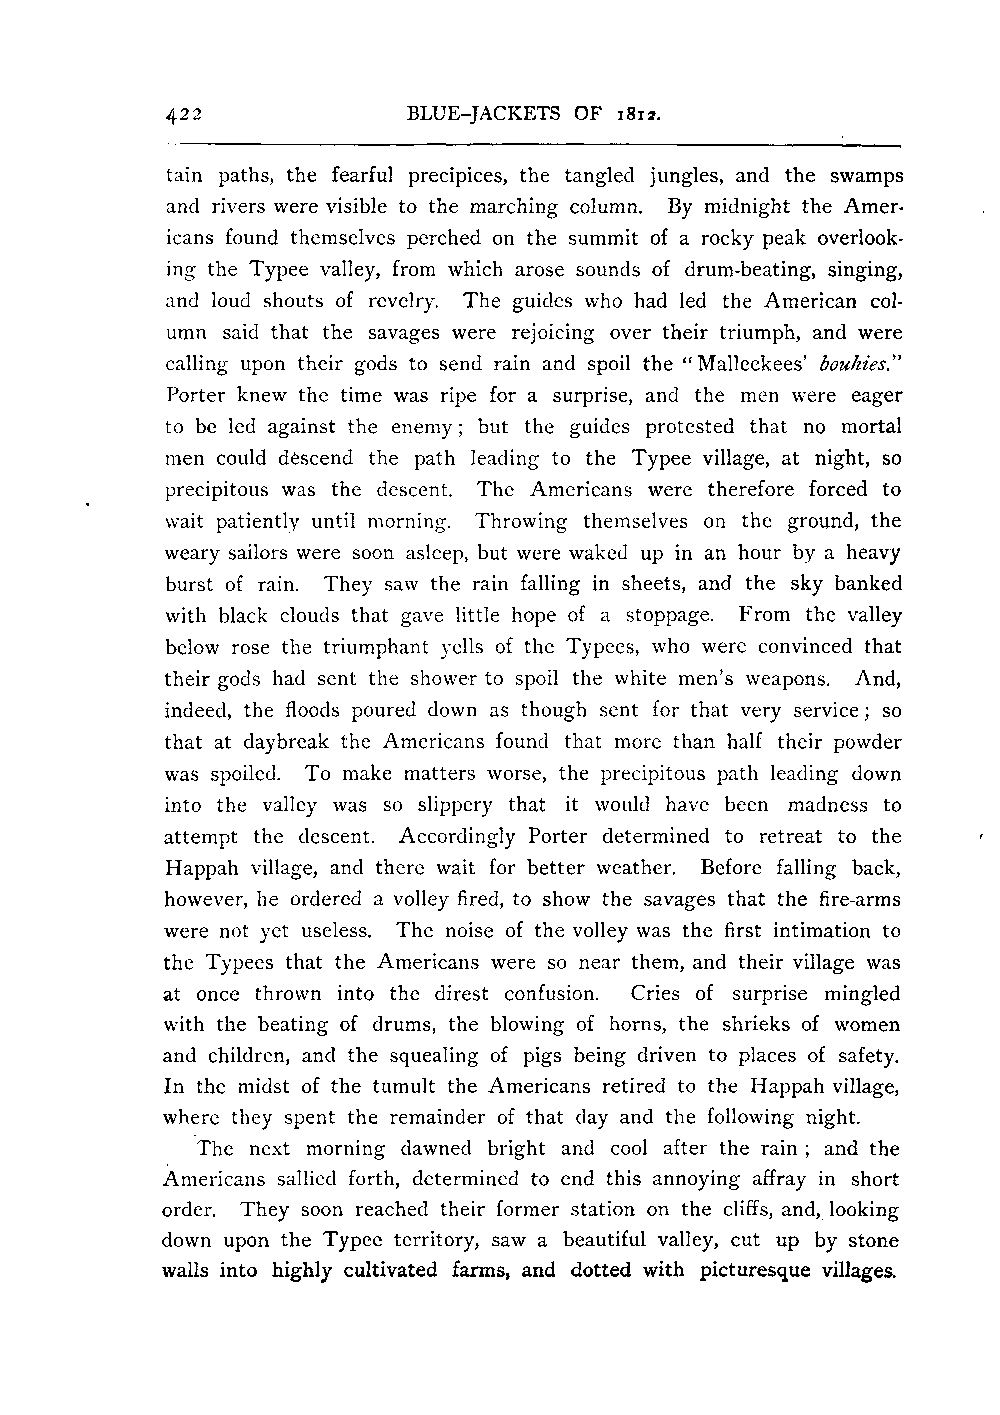 422 BLUE-JACKETS OF 1812.
tain paths, the fearful precipices, the tangled jungles, and the swamps
and rivers were visible to the marching column. By midnight the Amer-
icans found themselves perched on the summit of a rocky peak overlook-
ing the Typee valley, from which arose sounds of drum-beating, singing,
and loud shouts of revelry. The guides who had led the American col-
umn said that the savages were rejoicing over their triumph, and were
calling upon their gods to send rain and spoil the “Malleekees’ bouhies.”
Porter knew the time was ripe for a surprise, and the men were eager
to be led against the enemy; but the guides protested that no mortal
men could descend the path leading to the Typee village, at night, so
precipitous was the descent. The Americans were therefore forced to
wait patiently until morning. Throwing themselves on the ground, the
weary sailors were soon asleep, but were waked up in an hour by a heavy
burst of rain. They saw the rain falling in sheets, and the sky banked
with black clouds that gave little hope of a stoppage. From the valley
below rose the triumphant yells of the Typees, who were convinced that
their gods had sent the shower to spoil the white men's weapons. And,
indeed, the floods poured down as though sent for that very service; so
that at daybreak the Americans found that more than half their powder
was spoiled. To make matters worse, the precipitous path leading down
into the valley was so slippery that it would have been madness to
attempt the descent. Accordingly Porter determined to retreat to the
Happah village, and there wait for better weather. Before falling back,
however, he ordered a volley fired, to show the savages that the fire-arms
were not yet useless. The noise of the volley was the first intimation to
the Typees that the Americans were so near them, and their village was
at once thrown into the direst confusion. Cries of surprise mingled
with the beating of drums, the blowing of horns, the shrieks of women
and children, and the squealing of pigs being driven to places of safety.
In the midst of the tumult the Americans retired to the Happah village,
where they spent the remainder of that day and the following night.
The next morning dawned bright and cool after the rain; and the
Americans sallied forth, determined to end this annoying affray in short
order. They soon reached their former station on the cliffs, and, looking
down upon the Typee territory, saw a beautiful valley, cut up by stone
walls into highly cultivated farms, and dotted with picturesque villages.